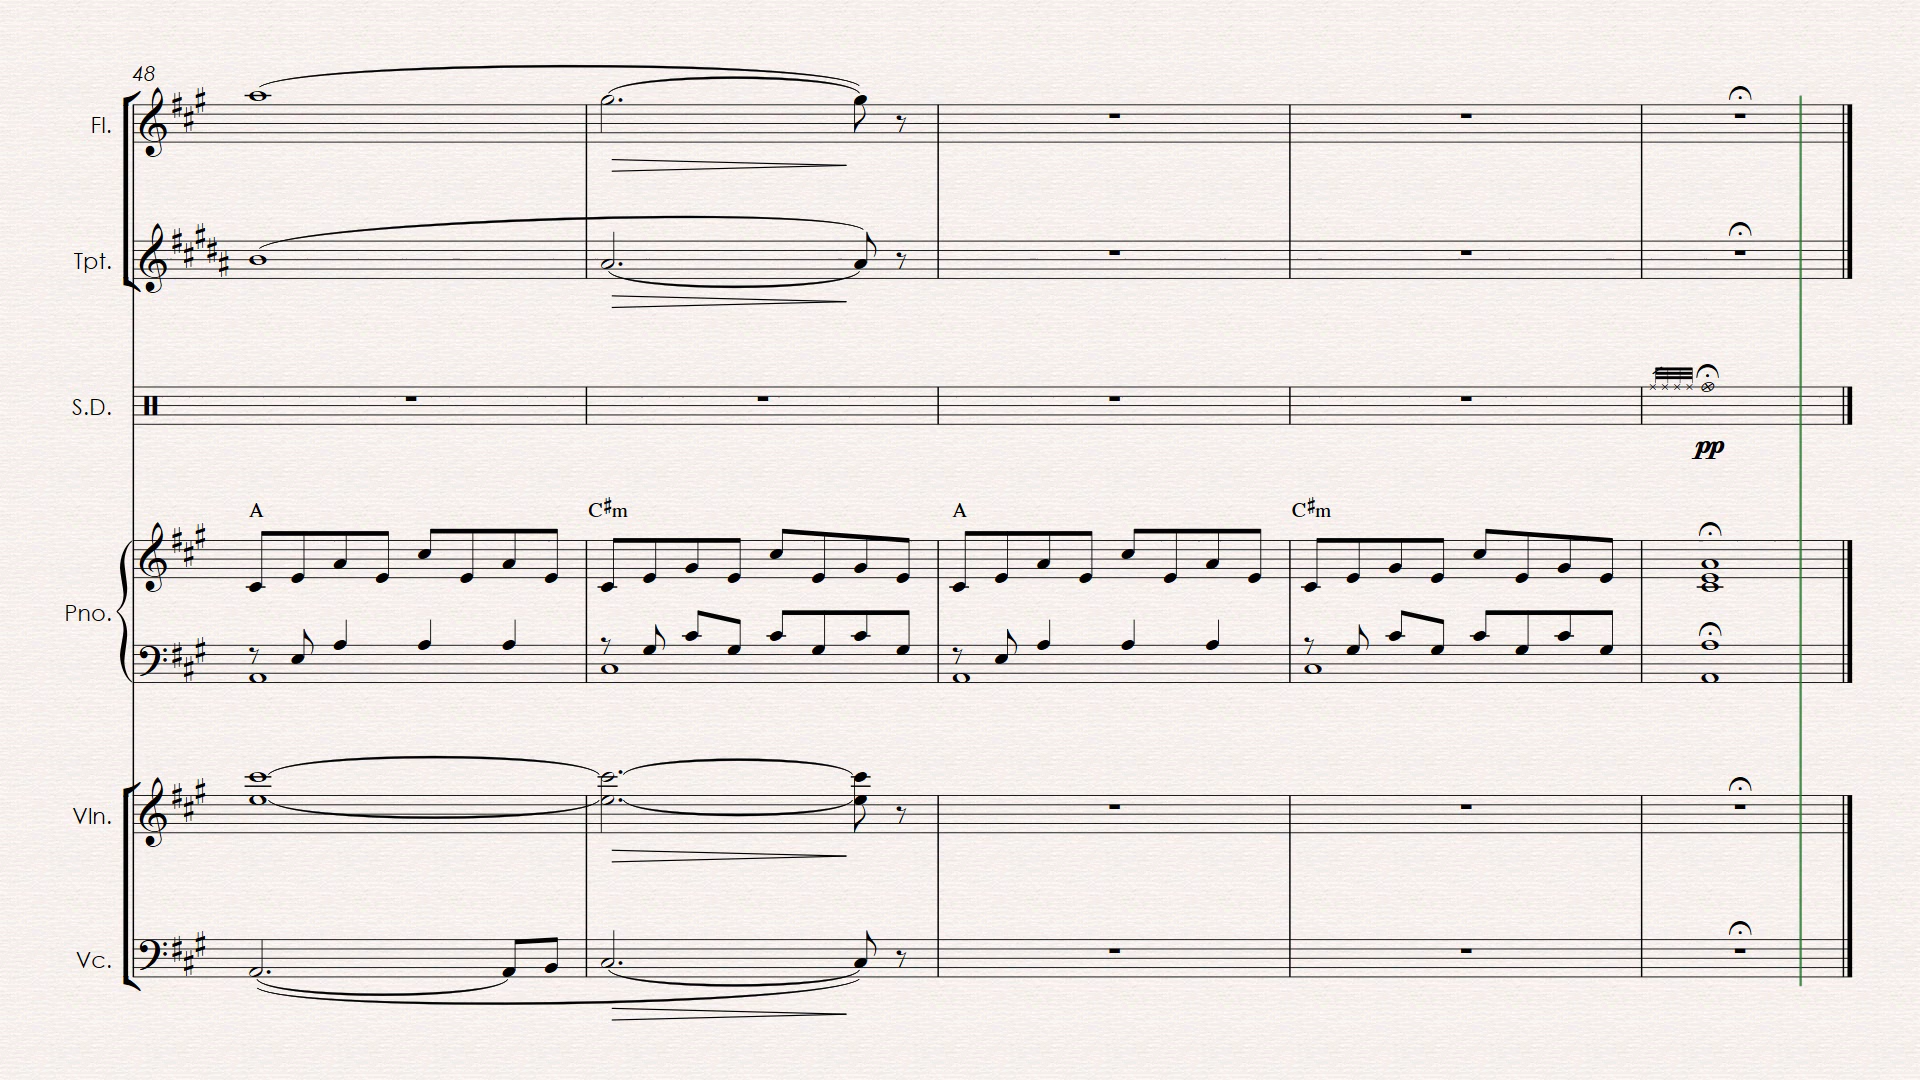 48
Fl.
Tpt.
S.D.
pp
A C♯m A C♯m
Pno.
Vln.
Vc.